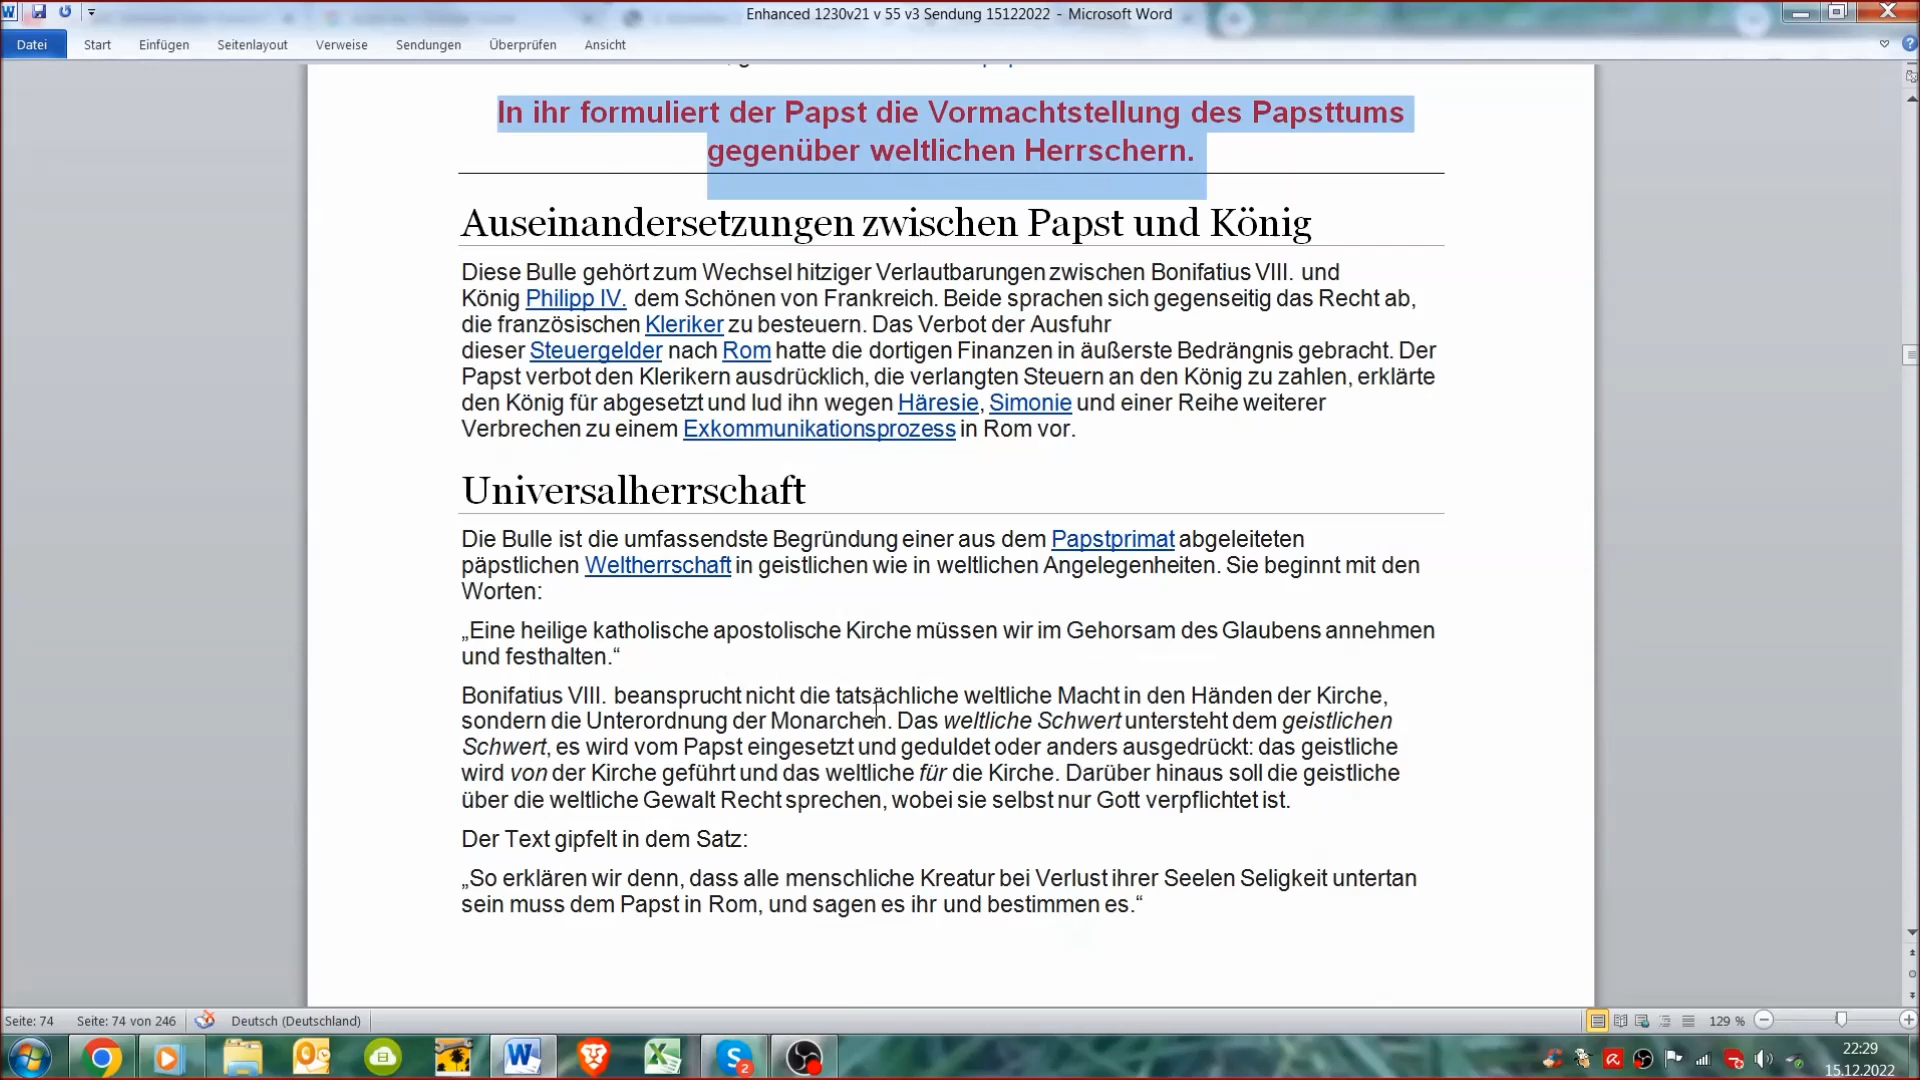 Enhanced 1230v21 v 55 v3 Sendung 15122022 - Microsoft Word
Datei Start Einfügen Seitenlayout Verweise Sendungen Überprüfen Ansicht
In ihr formuliert der Papst die Vormachtstellung des Papsttums
gegenüber weltlichen Herrschern.
Auseinandersetzungen zwischen Papst und König
Diese Bulle gehört zum Wechsel hitziger Verlautbarungen zwischen Bonifatius VIII. und
König Philipp IV. dem Schönen von Frankreich. Beide sprachen sich gegenseitig das Recht ab,
die französischen Kleriker zu besteuern. Das Verbot der Ausfuhr
dieser Steuergelder nach Rom hatte die dortigen Finanzen in äußerste Bedrängnis gebracht. Der
Papst verbot den Klerikern ausdrücklich, die verlangten Steuern an den König zu zahlen, erklärte
den König für abgesetzt und lud ihn wegen Häresie, Simonie und einer Reihe weiterer
Verbrechen zu einem Exkommunikationsprozess in Rom vor.
Universalherrschaft
Die Bulle ist die umfassendste Begründung einer aus dem Papstprimat abgeleiteten
päpstlichen Weltherrschaft in geistlichen wie in weltlichen Angelegenheiten. Sie beginnt mit den
Worten:
„Eine heilige katholische apostolische Kirche müssen wir im Gehorsam des Glaubens annehmen
und festhalten.“
Bonifatius VIII. beansprucht nicht die tatsächliche weltliche Macht in den Händen der Kirche,
sondern die Unterordnung der Monarchen. Das weltliche Schwert untersteht dem geistlichen
Schwert, es wird vom Papst eingesetzt und geduldet oder anders ausgedrückt: das geistliche
wird von der Kirche geführt und das weltliche für die Kirche. Darüber hinaus soll die geistliche
über die weltliche Gewalt Recht sprechen, wobei sie selbst nur Gott verpflichtet ist.
Der Text gipfelt in dem Satz:
„So erklären wir denn, dass alle menschliche Kreatur bei Verlust ihrer Seelen Seligkeit untertan
sein muss dem Papst in Rom, und sagen es ihr und bestimmen es.“
Seite: 74 Seite: 74 von 246 Deutsch (Deutschland) 129 %
22:29
15.12.2022